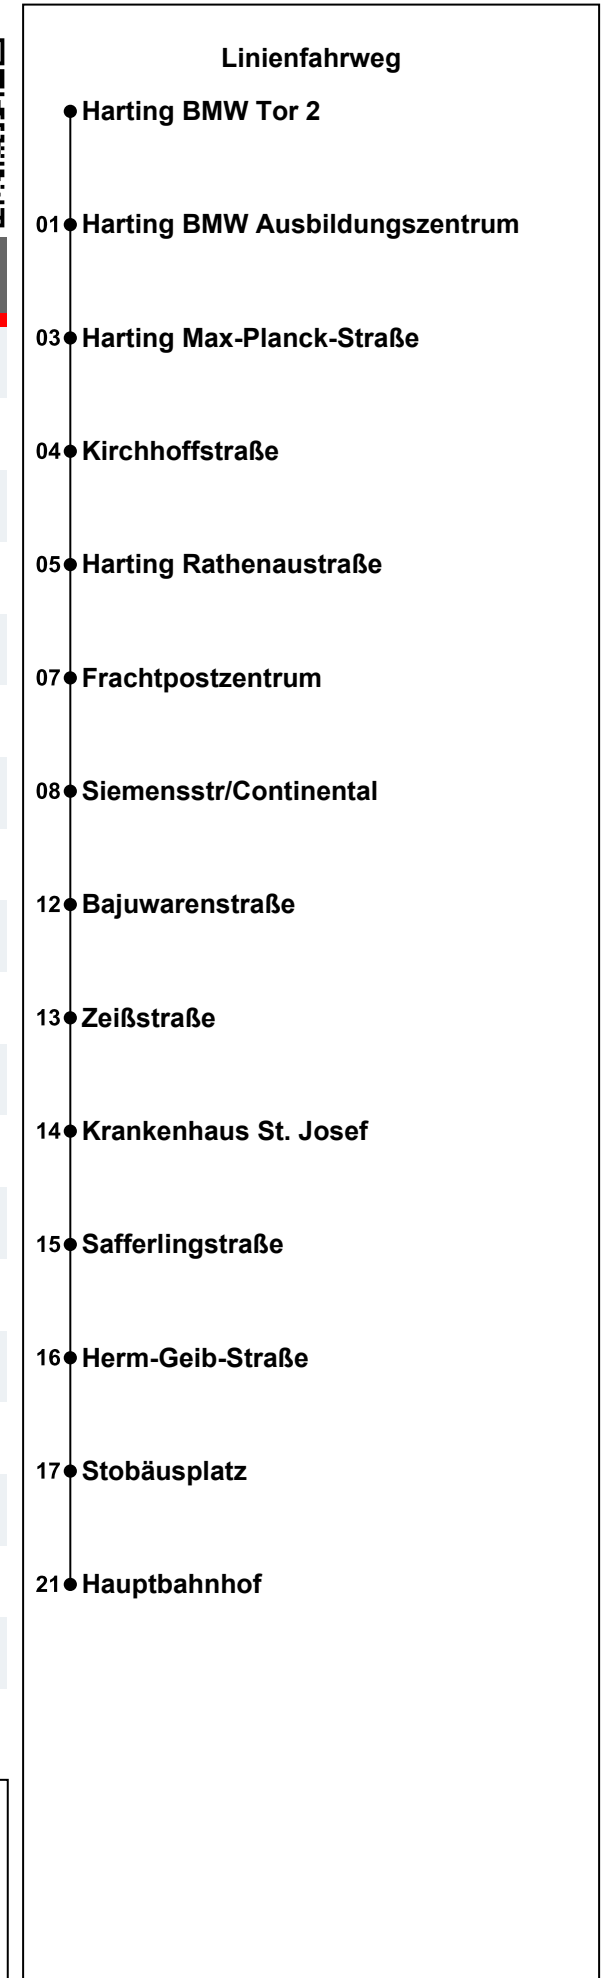 Linienfahrweg
Harting BMW Tor 2
01 Harting BMW Ausbildungszentrum
03 Harting Max-Planck-Straße
04 Kirchhoffstraße
05 Harting Rathenaustraße
07 Frachtpostzentrum
08 Siemensstr/Continental
12 Bajuwarenstraße
13 Zeißstraße
14 Krankenhaus St. Josef
15 Safferlingstraße
16 Herm-Geib-Straße
17 Stobäusplatz
21 Hauptbahnhof